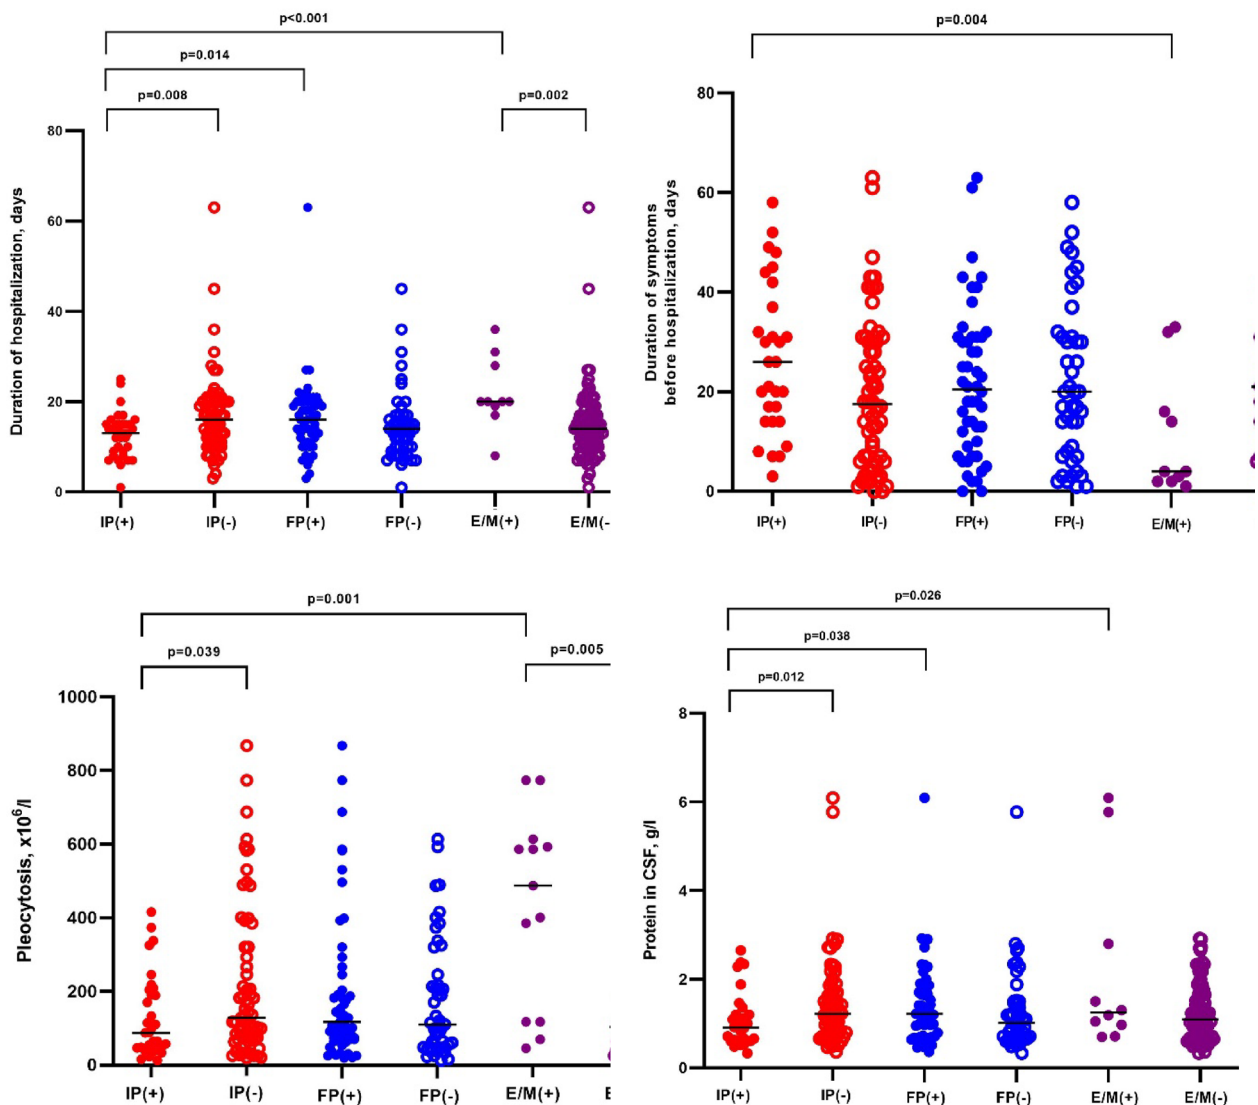 p<0.001
p=0.014
p=0.008
p=0.002
Duration of hospitalization, days
80
60
40
20
0
IP(+)
IP(-)
FP(+)
FP(-)
E/M(+)
E/M(-
p=0.004
Duration of symptoms
before hospitalization, days
80
60
40
20
0
IP(+)
IP(-)
FP(+)
FP(-)
E/M(+)
p=0.001
p=0.039
p=0.005
Pleocytosis, x10⁶/l
1000
800
600
400
200
0
IP(+)
IP(-)
FP(+)
FP(-)
E/M(+)
p=0.026
p=0.038
p=0.012
Protein in CSF, g/l
8
6
4
2
0
IP(+)
IP(-)
FP(+)
FP(-)
E/M(+)
E/M(-)